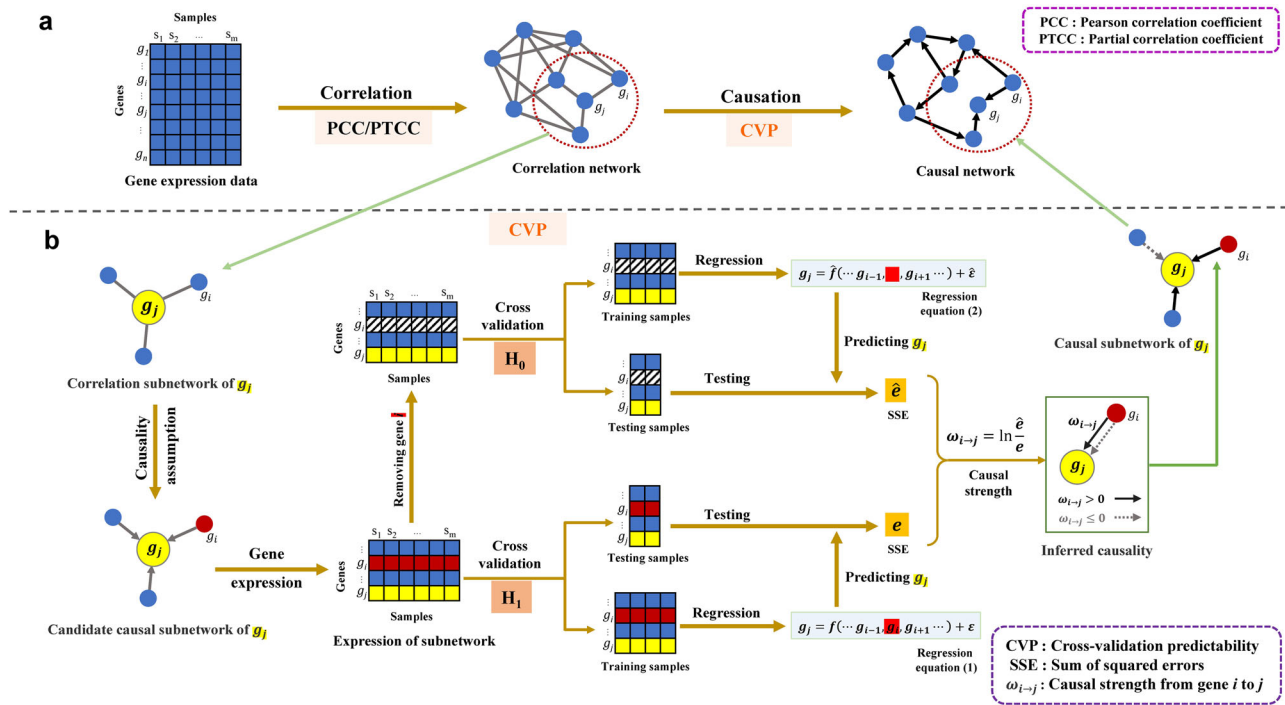 a
Samples
s1 s2 ... sm
Genes
g1
⋮
gi
⋮
gj
⋮
gn
Gene expression data
Correlation
PCC/PTCC
gi
gj
Correlation network
Causation
CVP
gi
gj
Causal network
PCC : Pearson correlation coefficient
PTCC : Partial correlation coefficient
b
CVP
gj
gi
Correlation subnetwork of gj
Causality
assumption
gj
gi
Candidate causal subnetwork of gj
Gene
expression
s1 s2 ... sm
Genes
⋮
gi
⋮
gj
Samples
Removing gene
s1 s2 ... sm
Genes
⋮
gi
⋮
gj
Samples
Expression of subnetwork
Cross
validation
H0
Cross
validation
H1
⋮
gi
⋮
gj
Training samples
⋮
gi
⋮
gj
Testing samples
⋮
gi
⋮
gj
Testing samples
⋮
gi
⋮
gj
Training samples
Regression
gj = f̂(⋯ gi−1, , gi+1 ⋯) + ε̂
Regression
equation (2)
Predicting gj
Testing
ê
SSE
Testing
e
SSE
Predicting gj
Regression
gj = f(⋯ gi−1, gi, gi+1 ⋯) + ε
Regression
equation (1)
ωi→j = ln ê/e
Causal
strength
ωi→j
gi
gj
ωi→j > 0
ωi→j ≤ 0
Inferred causality
gj
gi
Causal subnetwork of gj
CVP : Cross-validation predictability
SSE : Sum of squared errors
ωi→j : Causal strength from gene i to j